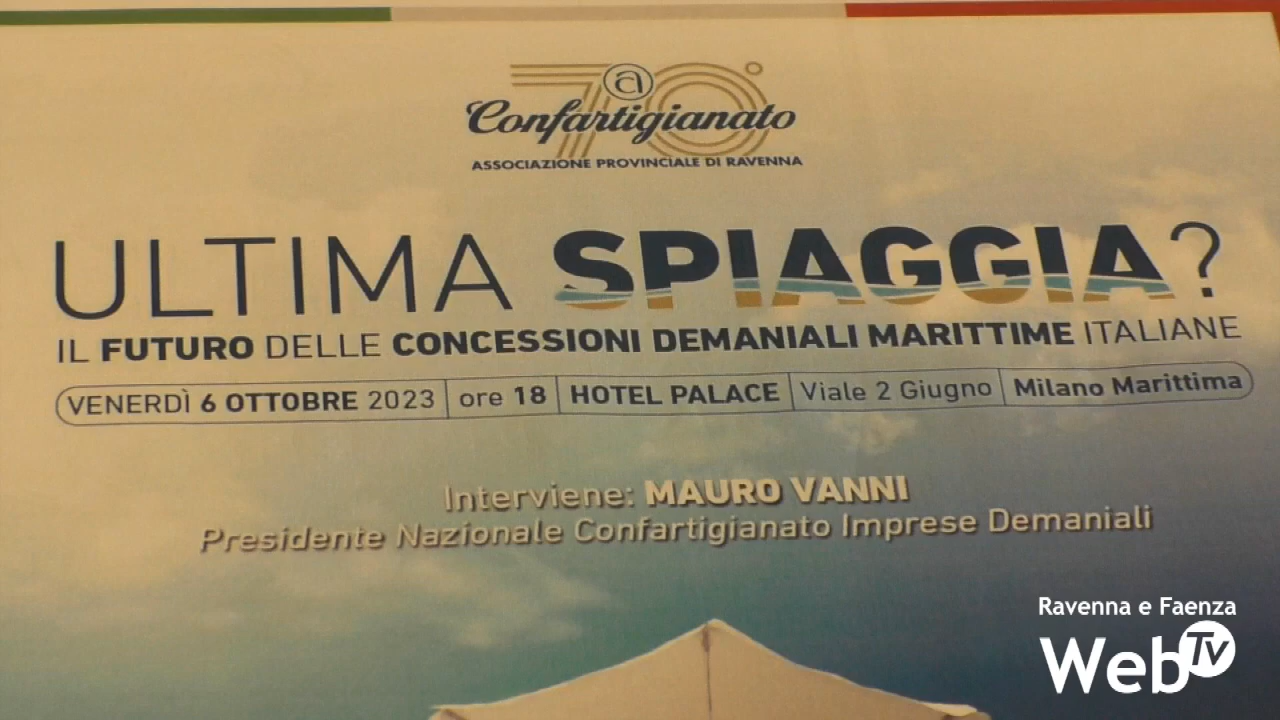 70°
a
Confartigianato
ASSOCIAZIONE PROVINCIALE DI RAVENNA
ULTIMA SPIAGGIA?
IL FUTURO DELLE CONCESSIONI DEMANIALI MARITTIME ITALIANE
VENERDÌ 6 OTTOBRE 2023 ore 18 HOTEL PALACE Viale 2 Giugno Milano Marittima
Interviene: MAURO VANNI
Presidente Nazionale Confartigianato Imprese Demaniali
Ravenna e Faenza
Web Tv